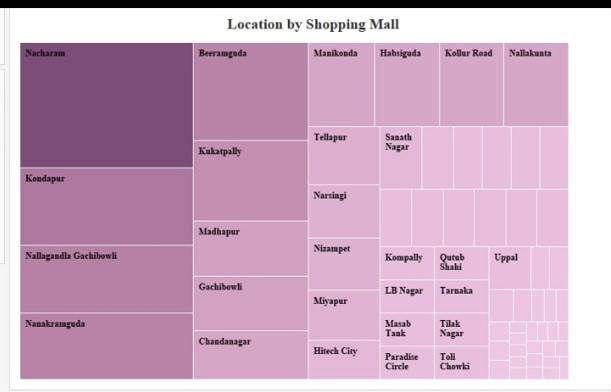 Location by Shopping Mall
Nacharam
Beeramguda
Manikonda
Habsiguda
Kollur Road
Nallakunta
Tellapur
Sanath
Nagar
Kukatpally
Kondapur
Narsingi
Madhapur
Nizampet
Nallagandla Gachibowli
Kompally
Qutub
Shahi
Uppal
Gachibowli
LB Nagar
Tarnaka
Miyapur
Nanakramguda
Masab
Tank
Tilak
Nagar
Chandanagar
Hitech City
Paradise
Circle
Toli
Chowki